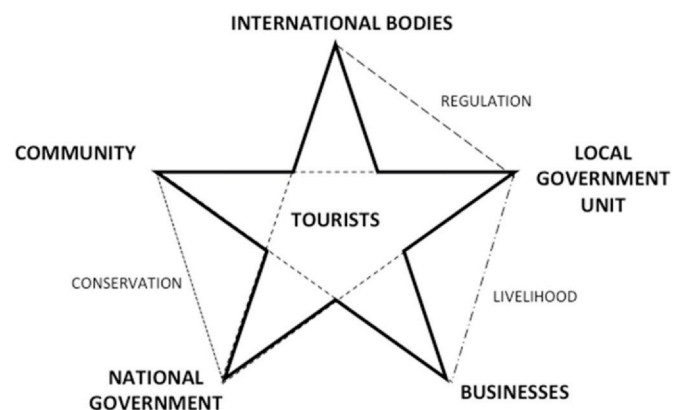 INTERNATIONAL BODIES
REGULATION
COMMUNITY
LOCAL
GOVERNMENT
UNIT
TOURISTS
CONSERVATION
LIVELIHOOD
NATIONAL
GOVERNMENT
BUSINESSES